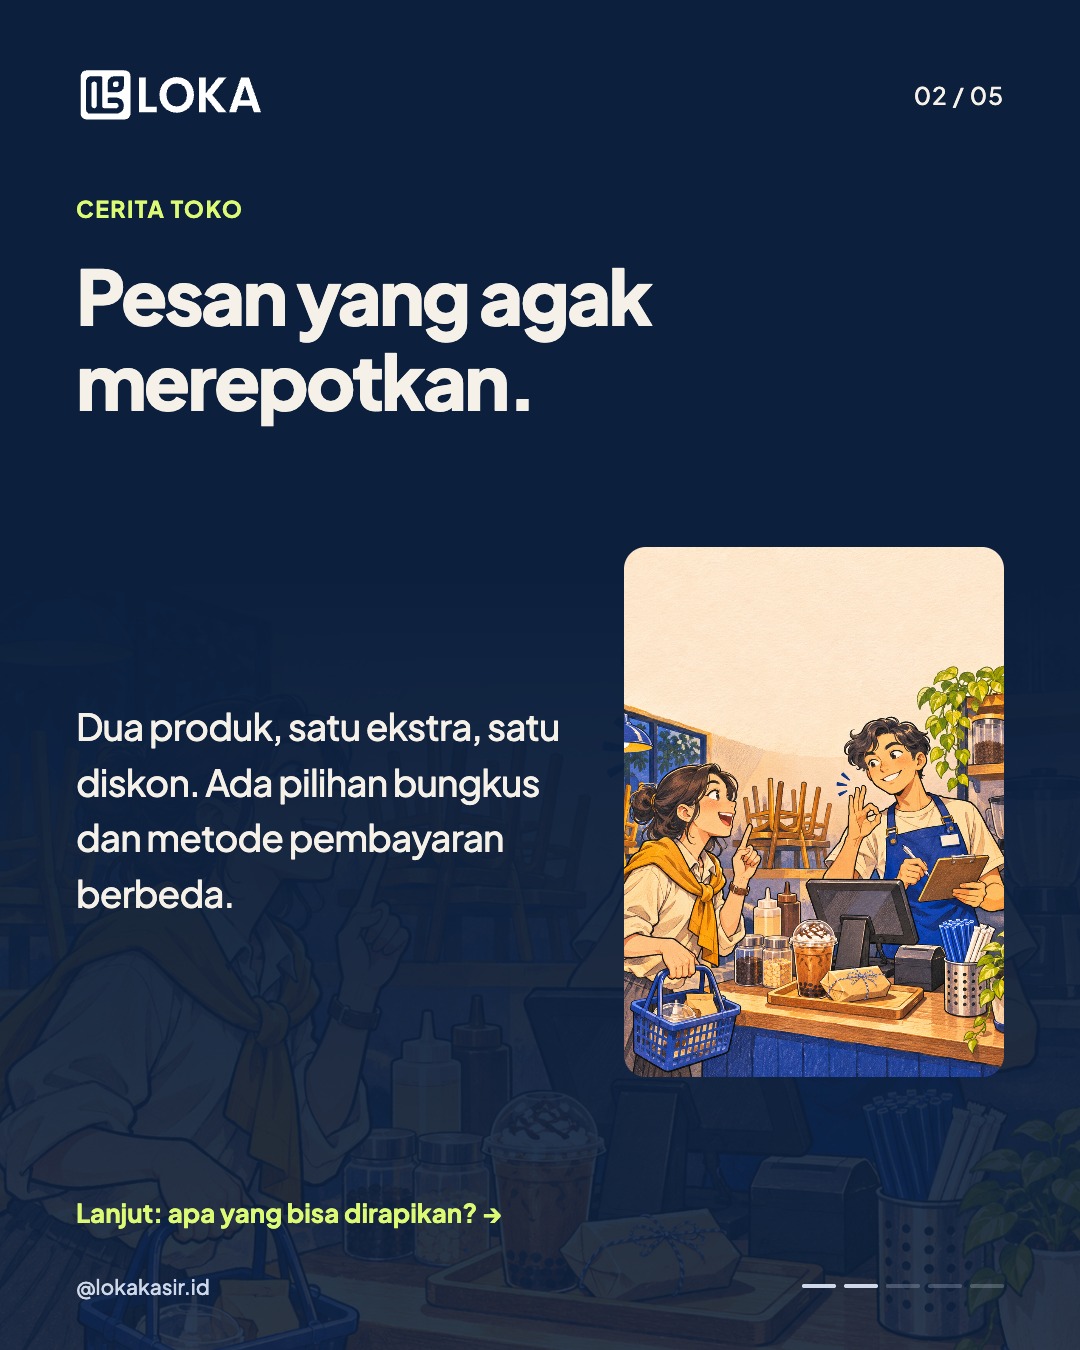 LOKA
02 / 05
CERITA TOKO
Pesan yang agak
merepotkan.
Dua produk, satu ekstra, satu
diskon. Ada pilihan bungkus
dan metode pembayaran
berbeda.
Lanjut: apa yang bisa dirapikan? →
@lokakasir.id